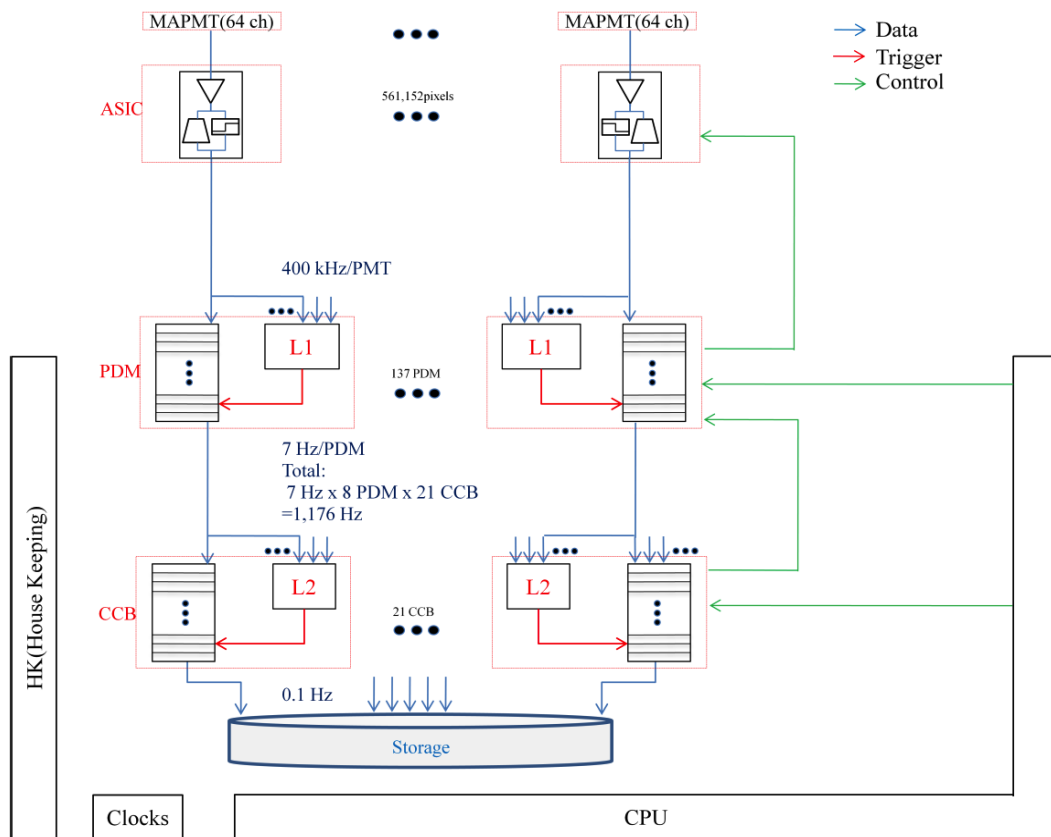 MAPMT(64 ch)
MAPMT(64 ch)
Data
Trigger
Control
ASIC
561,152pixels
400 kHz/PMT
L1
L1
PDM
137 PDM
7 Hz/PDM
Total:
7 Hz x 8 PDM x 21 CCB
=1,176 Hz
L2
L2
CCB
21 CCB
0.1 Hz
Storage
HK(House Keeping)
Clocks
CPU